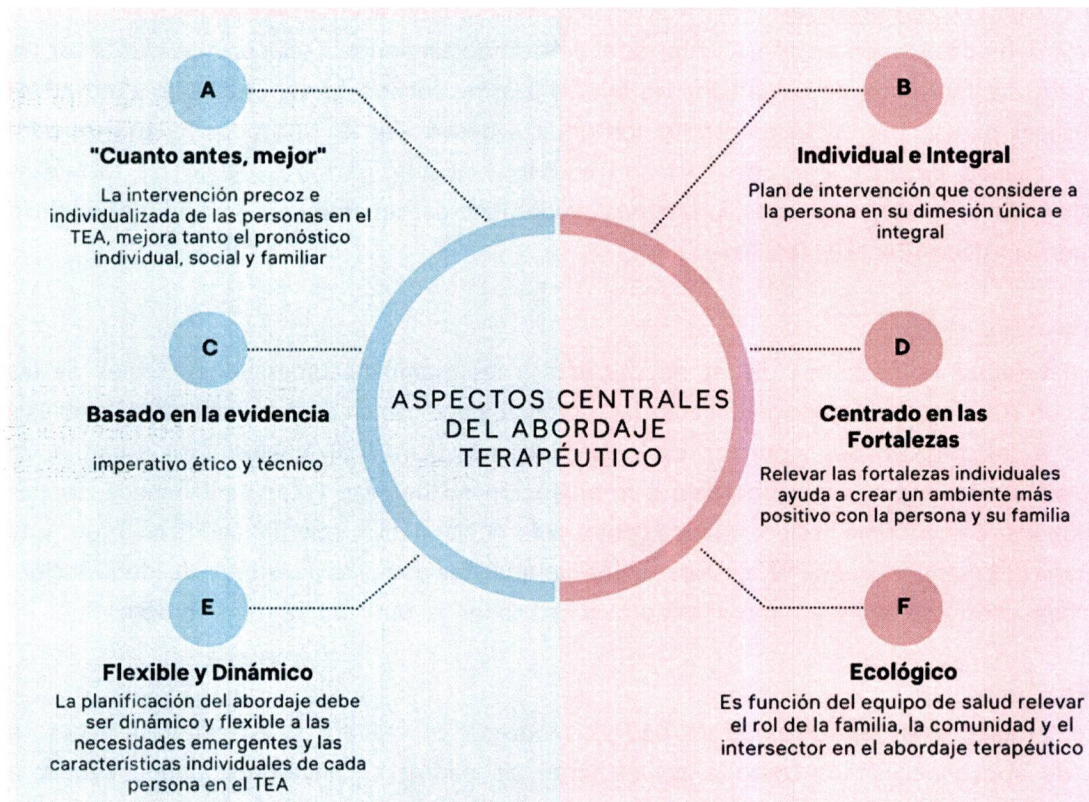 A
"Cuanto antes, mejor"
La intervención precoz e
individualizada de las personas en el
TEA, mejora tanto el pronóstico
individual, social y familiar
B
Individual e Integral
Plan de intervención que considere a
la persona en su dimesión única e
integral
C
Basado en la evidencia
imperativo ético y técnico
ASPECTOS CENTRALES
DEL ABORDAJE
TERAPÉUTICO
D
Centrado en las
Fortalezas
Relevar las fortalezas individuales
ayuda a crear un ambiente más
positivo con la persona y su familia
E
Flexible y Dinámico
La planificación del abordaje debe
ser dinámico y flexible a las
necesidades emergentes y las
características individuales de cada
persona en el TEA
F
Ecológico
Es función del equipo de salud relevar
el rol de la familia, la comunidad y el
intersector en el abordaje terapéutico